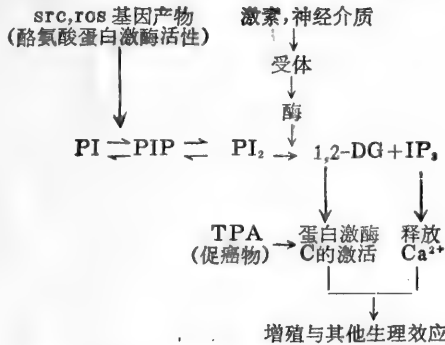 src,ros 基因产物 激素,神经介质
(酪氨酸蛋白激酶活性)
受体
酶
PI ⇌ PIP ⇌ PI₂ → 1,2-DG+IP₃
TPA 蛋白激酶 释放
(促癌物) C的激活 Ca²⁺
增殖与其他生理效应